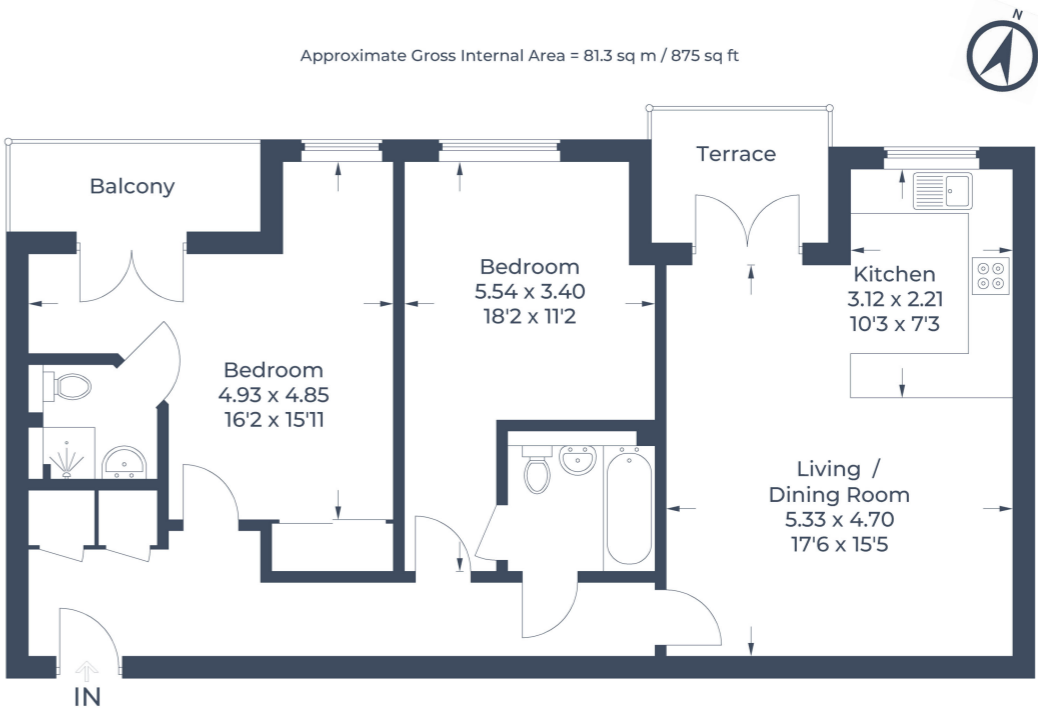 N
Approximate Gross Internal Area = 81.3 sq m / 875 sq ft
Balcony
Terrace
Bedroom
5.54 x 3.40
18'2 x 11'2
Kitchen
3.12 x 2.21
10'3 x 7'3
Bedroom
4.93 x 4.85
16'2 x 15'11
Living /
Dining Room
5.33 x 4.70
17'6 x 15'5
IN